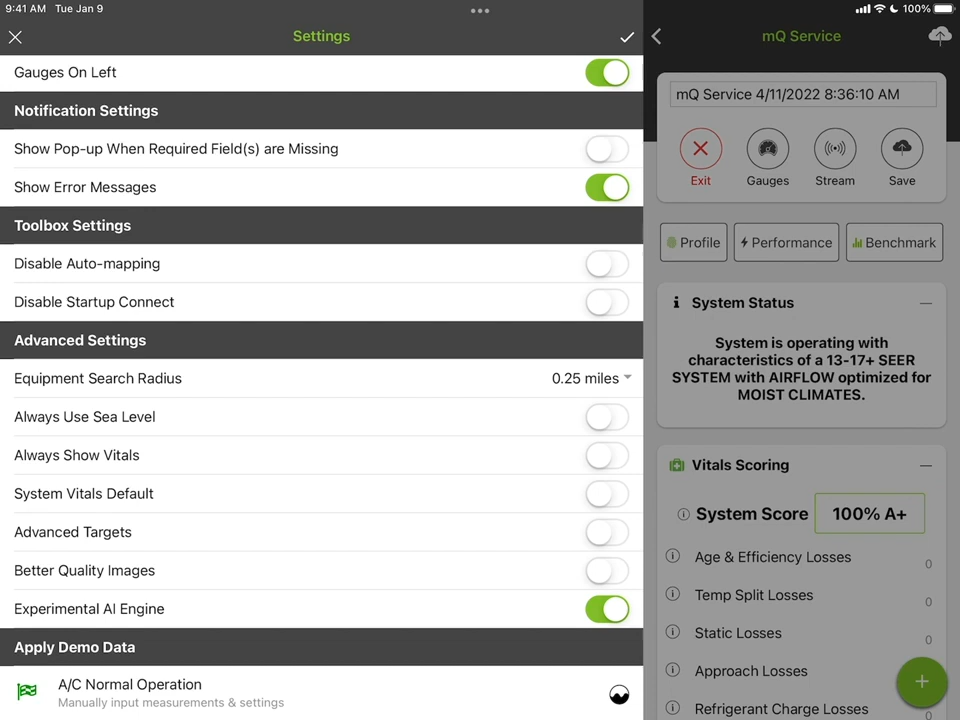 9:41 AM Tue Jan 9
100%
Settings
Gauges On Left
Notification Settings
Show Pop-up When Required Field(s) are Missing
Show Error Messages
Toolbox Settings
Disable Auto-mapping
Disable Startup Connect
Advanced Settings
Equipment Search Radius 0.25 miles
Always Use Sea Level
Always Show Vitals
System Vitals Default
Advanced Targets
Better Quality Images
Experimental AI Engine
Apply Demo Data
A/C Normal Operation
Manually input measurements & settings
mQ Service
mQ Service 4/11/2022 8:36:10 AM
Exit Gauges Stream Save
Profile Performance Benchmark
System Status
System is operating with
characteristics of a 13-17+ SEER
SYSTEM with AIRFLOW optimized for
MOIST CLIMATES.
Vitals Scoring
System Score 100% A+
Age & Efficiency Losses 0
Temp Split Losses 0
Static Losses 0
Approach Losses
Refrigerant Charge Losses 0